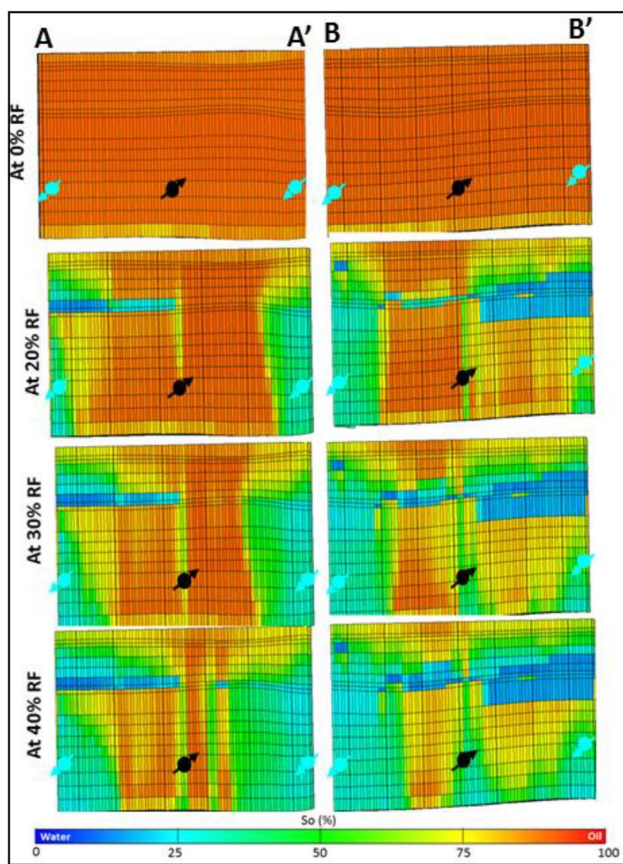 A A’ B B’
At 0% RF
At 20% RF
At 30% RF
At 40% RF
So (%)
Water Oil
0 25 50 75 100